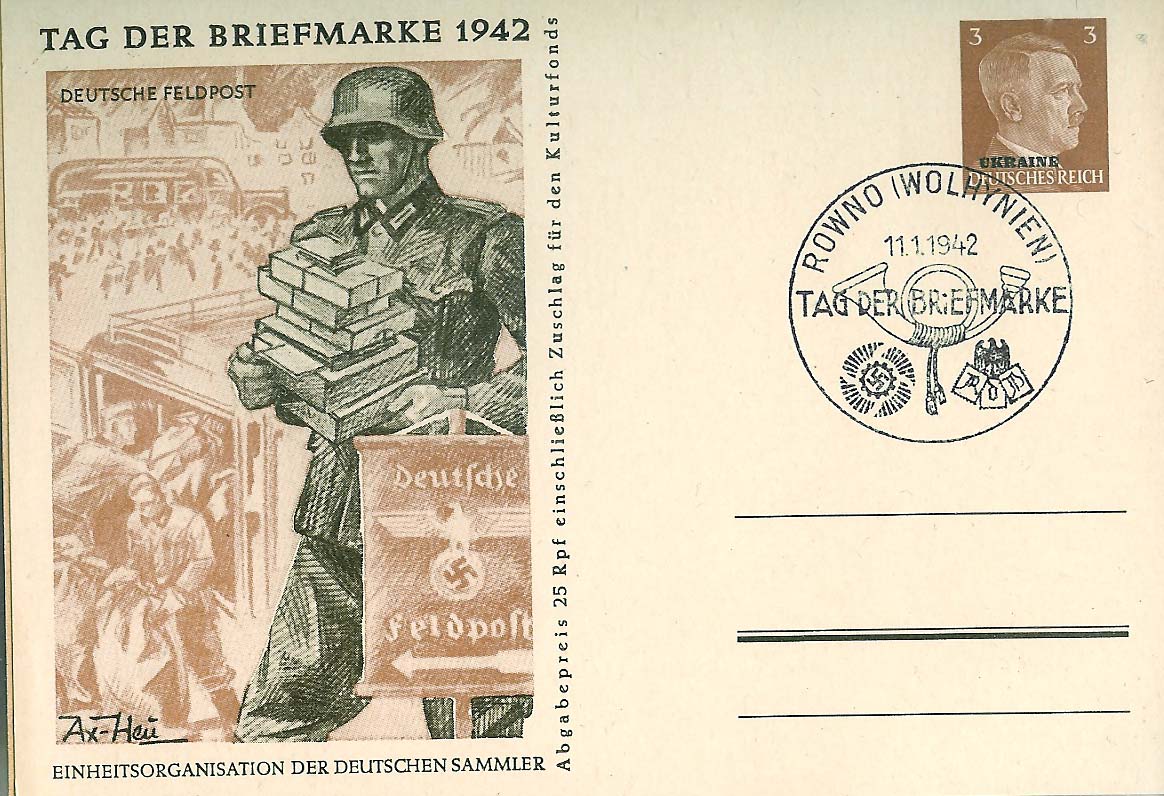 TAG DER BRIEFMARKE 1942
DEUTSCHE FELDPOST
Deutsche
Feldpost
Ax-Heu
EINHEITSORGANISATION DER DEUTSCHEN SAMMLER
Abgabepreis 25 Rpf einschließlich Zuschlag für den Kulturfonds
3 3
UKRAINE
DEUTSCHES REICH
ROWNO (WOLHYNIEN)
11.1.1942
TAG DER BRIEFMARKE